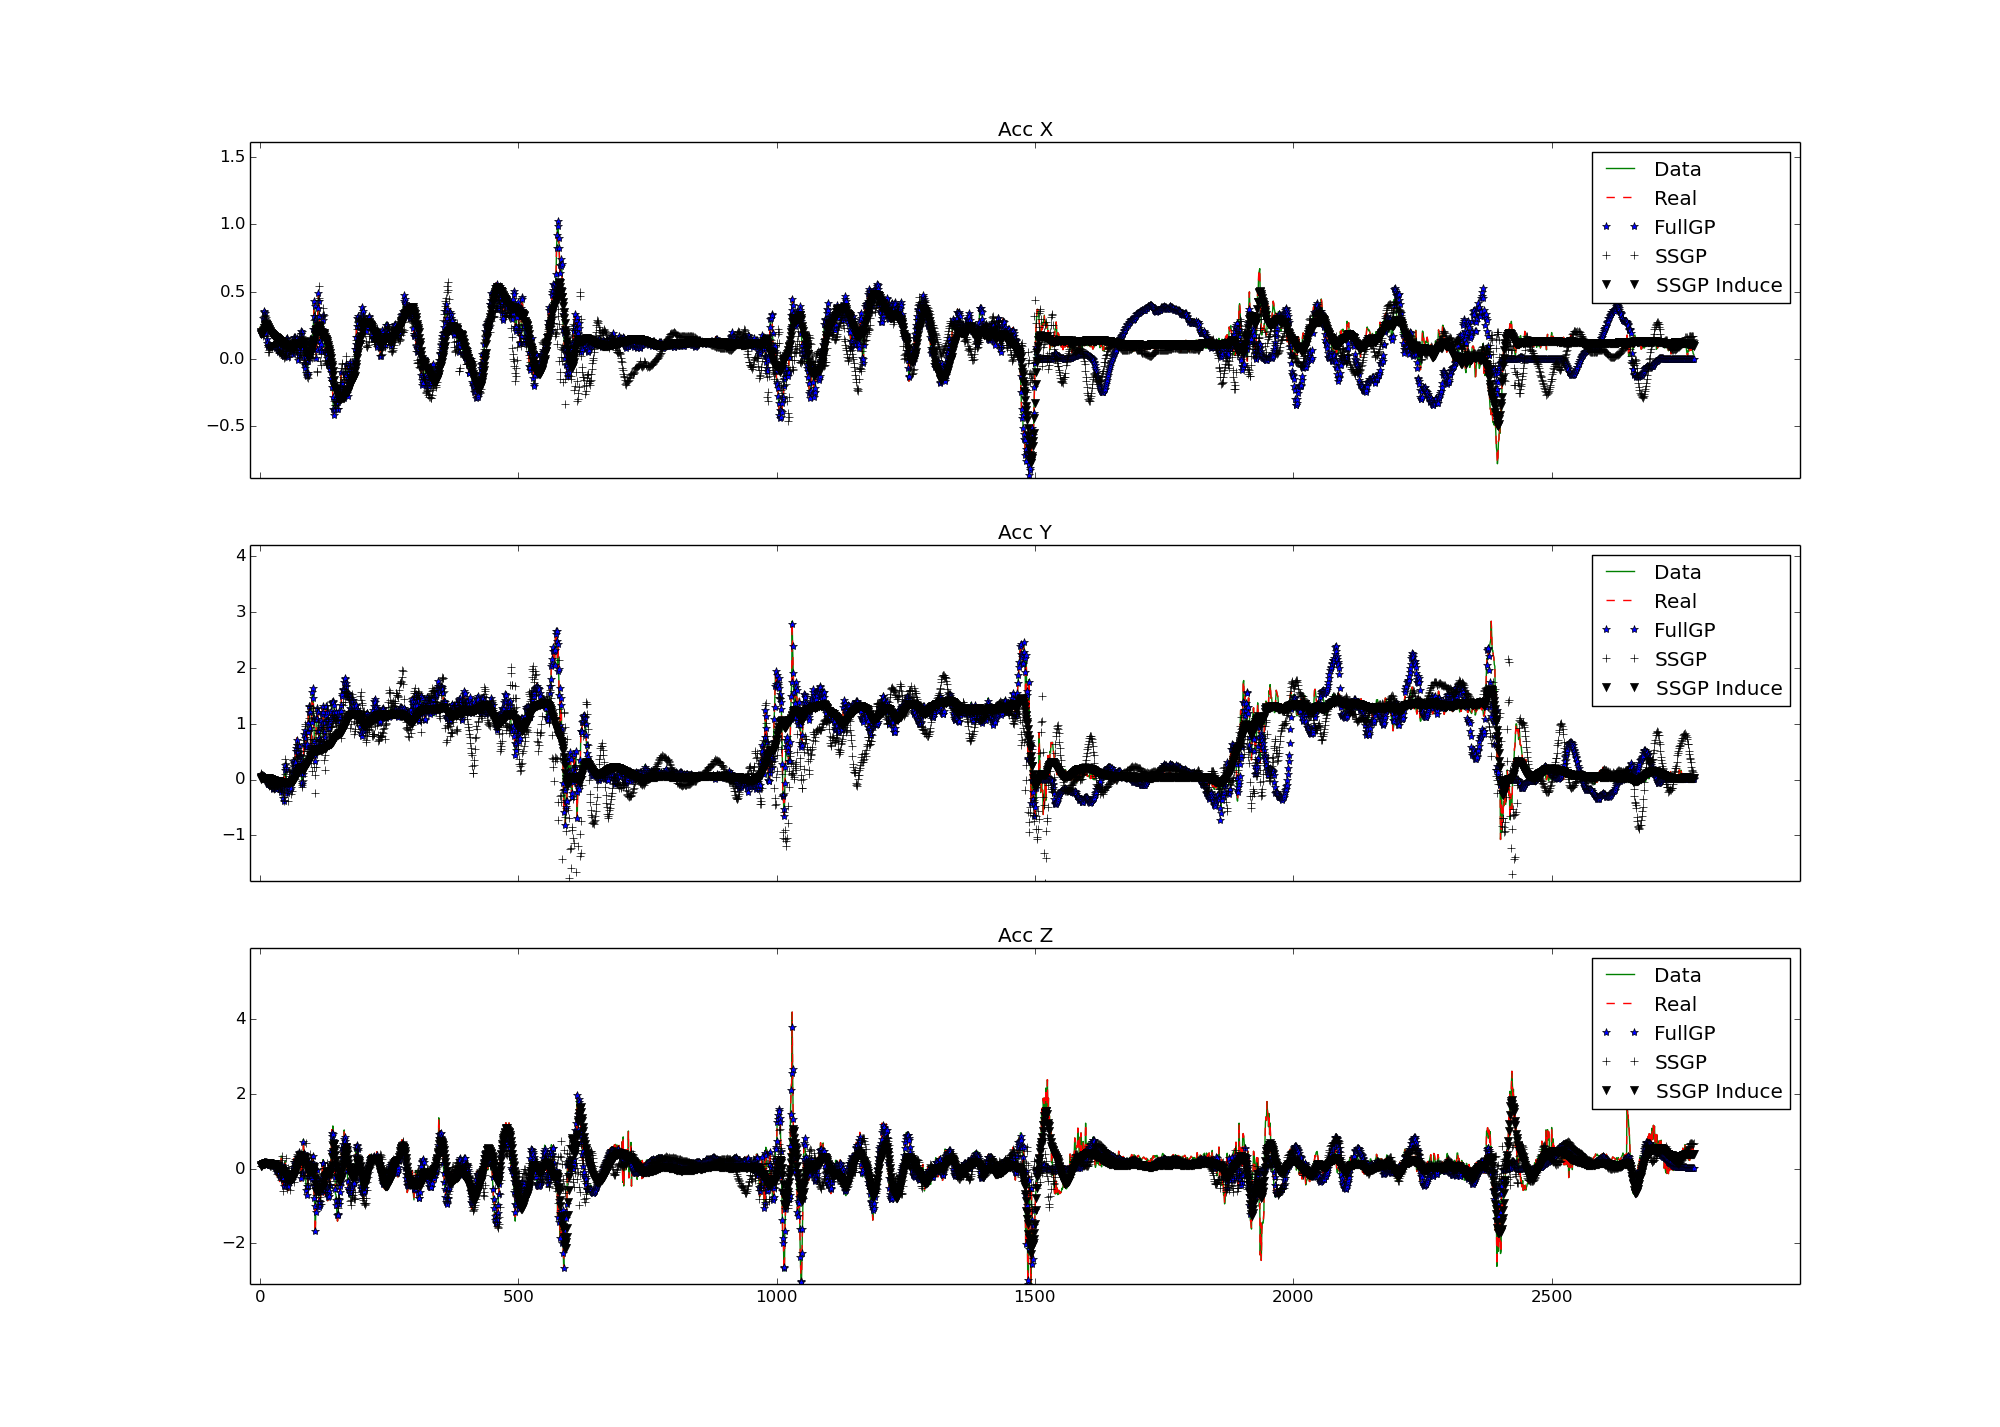 Acc X
1.5
1.0
0.5
0.0
−0.5
Data
Real
FullGP
SSGP
SSGP Induce
Acc Y
4
3
2
1
0
−1
Data
Real
FullGP
SSGP
SSGP Induce
Acc Z
4
2
0
−2
Data
Real
FullGP
SSGP
SSGP Induce
0 500 1000 1500 2000 2500